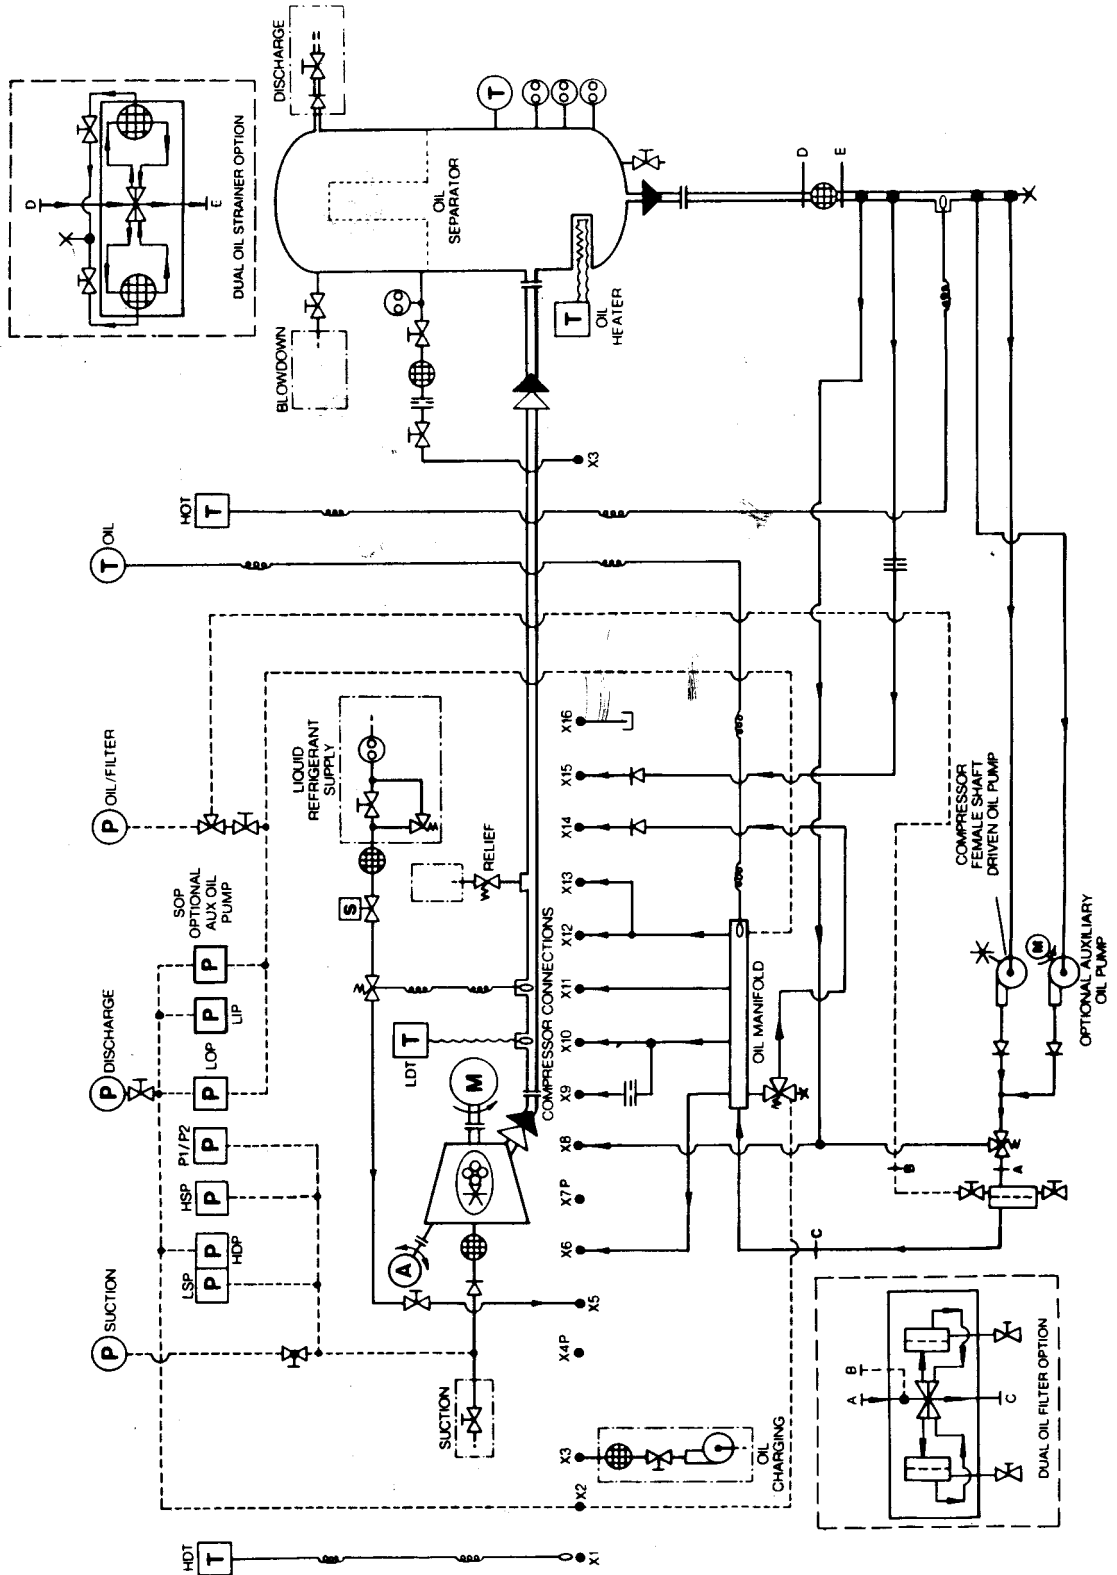 DUAL OIL STRAINER OPTION
D
E
DISCHARGE
T
OIL
SEPARATOR
D
E
BLOWDOWN
T
OIL
HEATER
X3
HOT
T
T
OIL
P
OIL/FILTER
SOP
OPTIONAL
AUX OIL
PUMP
P
P
LIP
P
LOP
P
DISCHARGE
P1/P2
P
HSP
P
LSP
P
P
HDP
P
SUCTION
HDT
T
LIQUID
REFRIGERANT
SUPPLY
S
RELIEF
LDT
T
M
A
SUCTION
COMPRESSOR CONNECTIONS
X1
X2
X3
X4P
X5
X6
X7P
X8
X9
X10
X11
X12
X13
X14
X15
X16
OIL
CHARGING
OIL MANIFOLD
COMPRESSOR
FEMALE SHAFT
DRIVEN OIL PUMP
M
OPTIONAL AUXILIARY
OIL PUMP
B
A
C
A
B
C
DUAL OIL FILTER OPTION